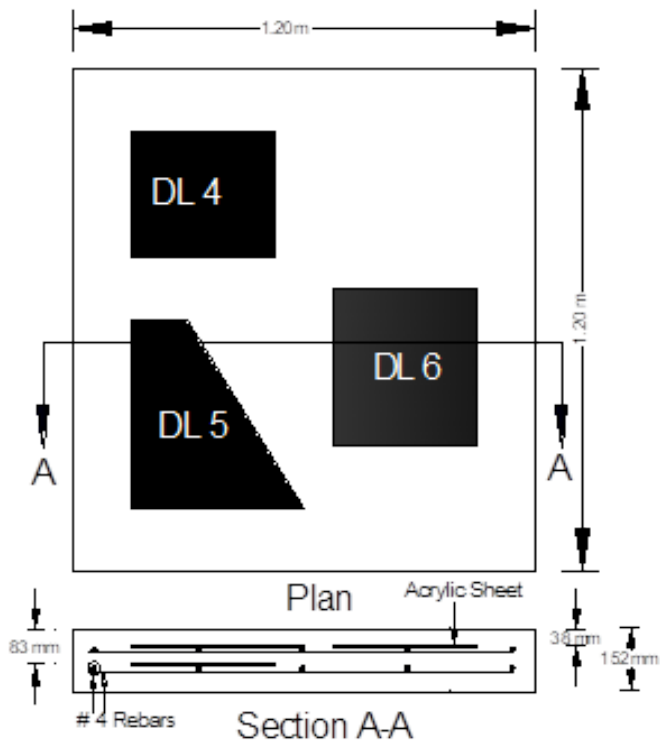 1.20 m
DL 4
1.20 m
DL 6
DL 5
A
A
Plan
Acrylic Sheet
83 mm
38 mm
152 mm
# 4 Rebars
Section A-A